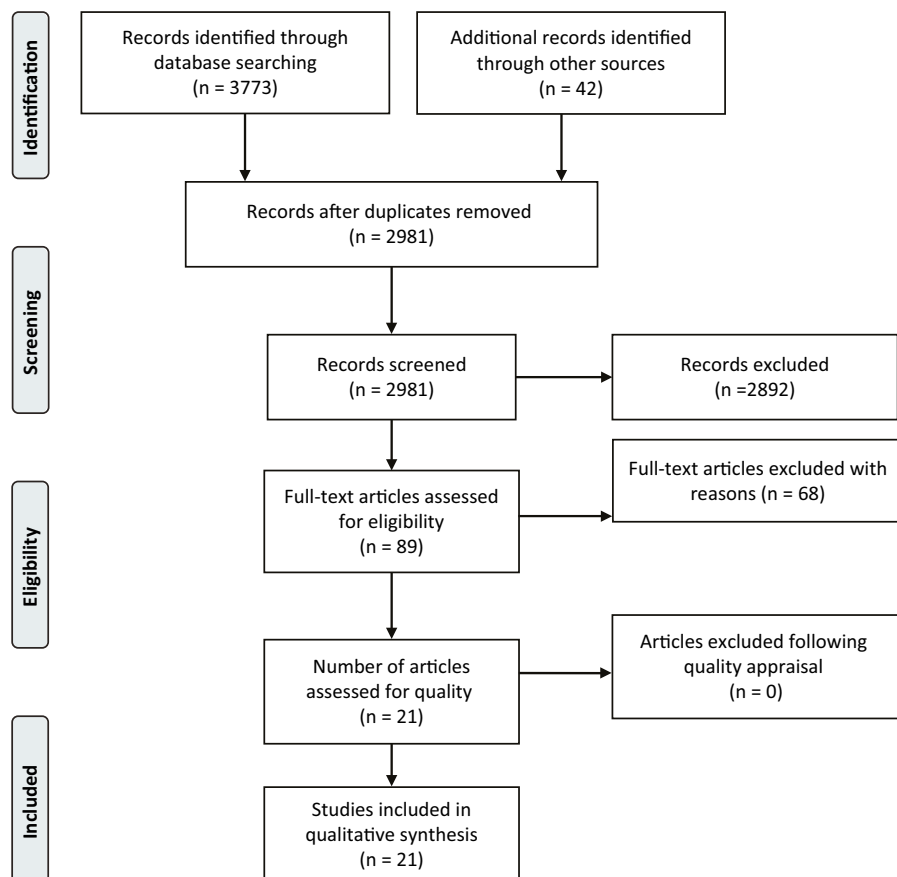 Identification
Records identified through
database searching
(n = 3773)
Additional records identified
through other sources
(n = 42)
Records after duplicates removed
(n = 2981)
Screening
Records screened
(n = 2981)
Records excluded
(n =2892)
Eligibility
Full-text articles assessed
for eligibility
(n = 89)
Full-text articles excluded with
reasons (n = 68)
Number of articles
assessed for quality
(n = 21)
Articles excluded following
quality appraisal
(n = 0)
Included
Studies included in
qualitative synthesis
(n = 21)